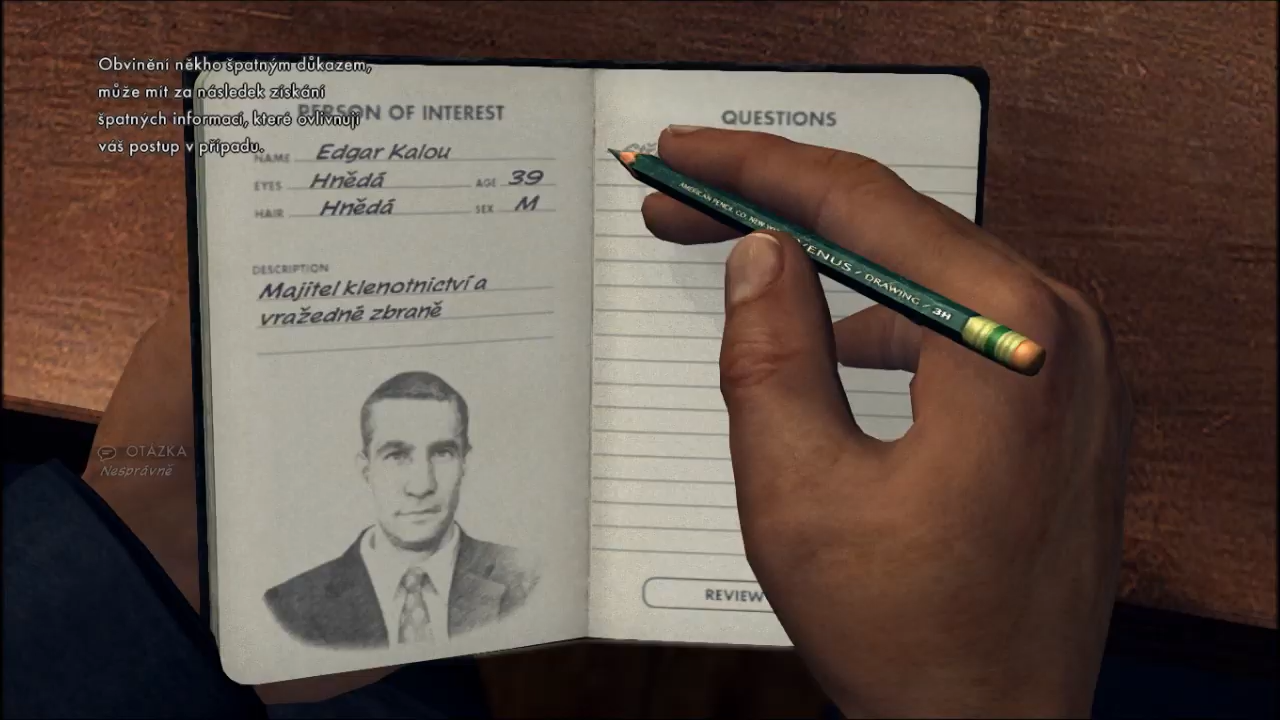 Obvinění někho špatným důkazem,
může mít za následek získání
špatných informací, které ovlivňují
váš postup v případu.
PERSON OF INTEREST
NAME Edgar Kalou
EYES Hnědá AGE 39
HAIR Hnědá SEX M
DESCRIPTION
Majitel klenotnictví a
vražedné zbraně
OTÁZKA
Nesprávně
QUESTIONS
AMERICAN PENCIL CO. NEW VENUS / DRAWING / 3H
REVIEW